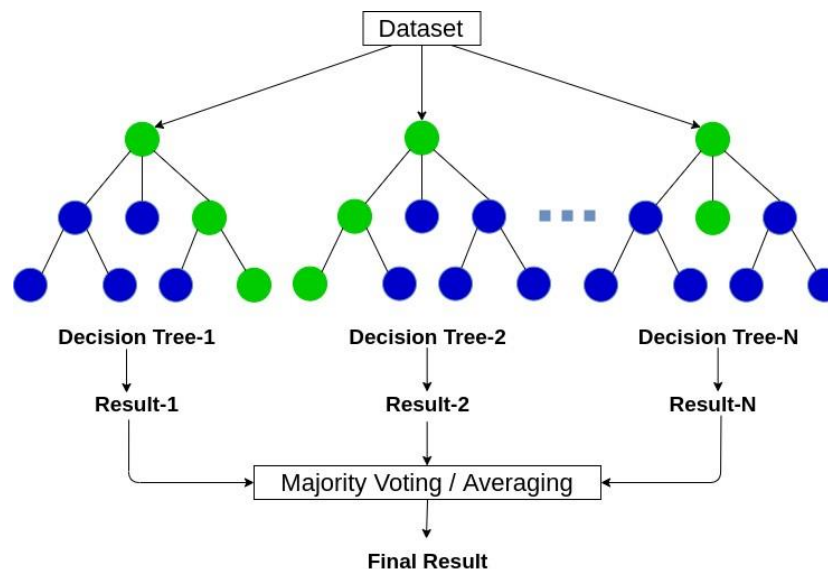 Dataset
Decision Tree-1
Decision Tree-2
Decision Tree-N
Result-1
Result-2
Result-N
Majority Voting / Averaging
Final Result